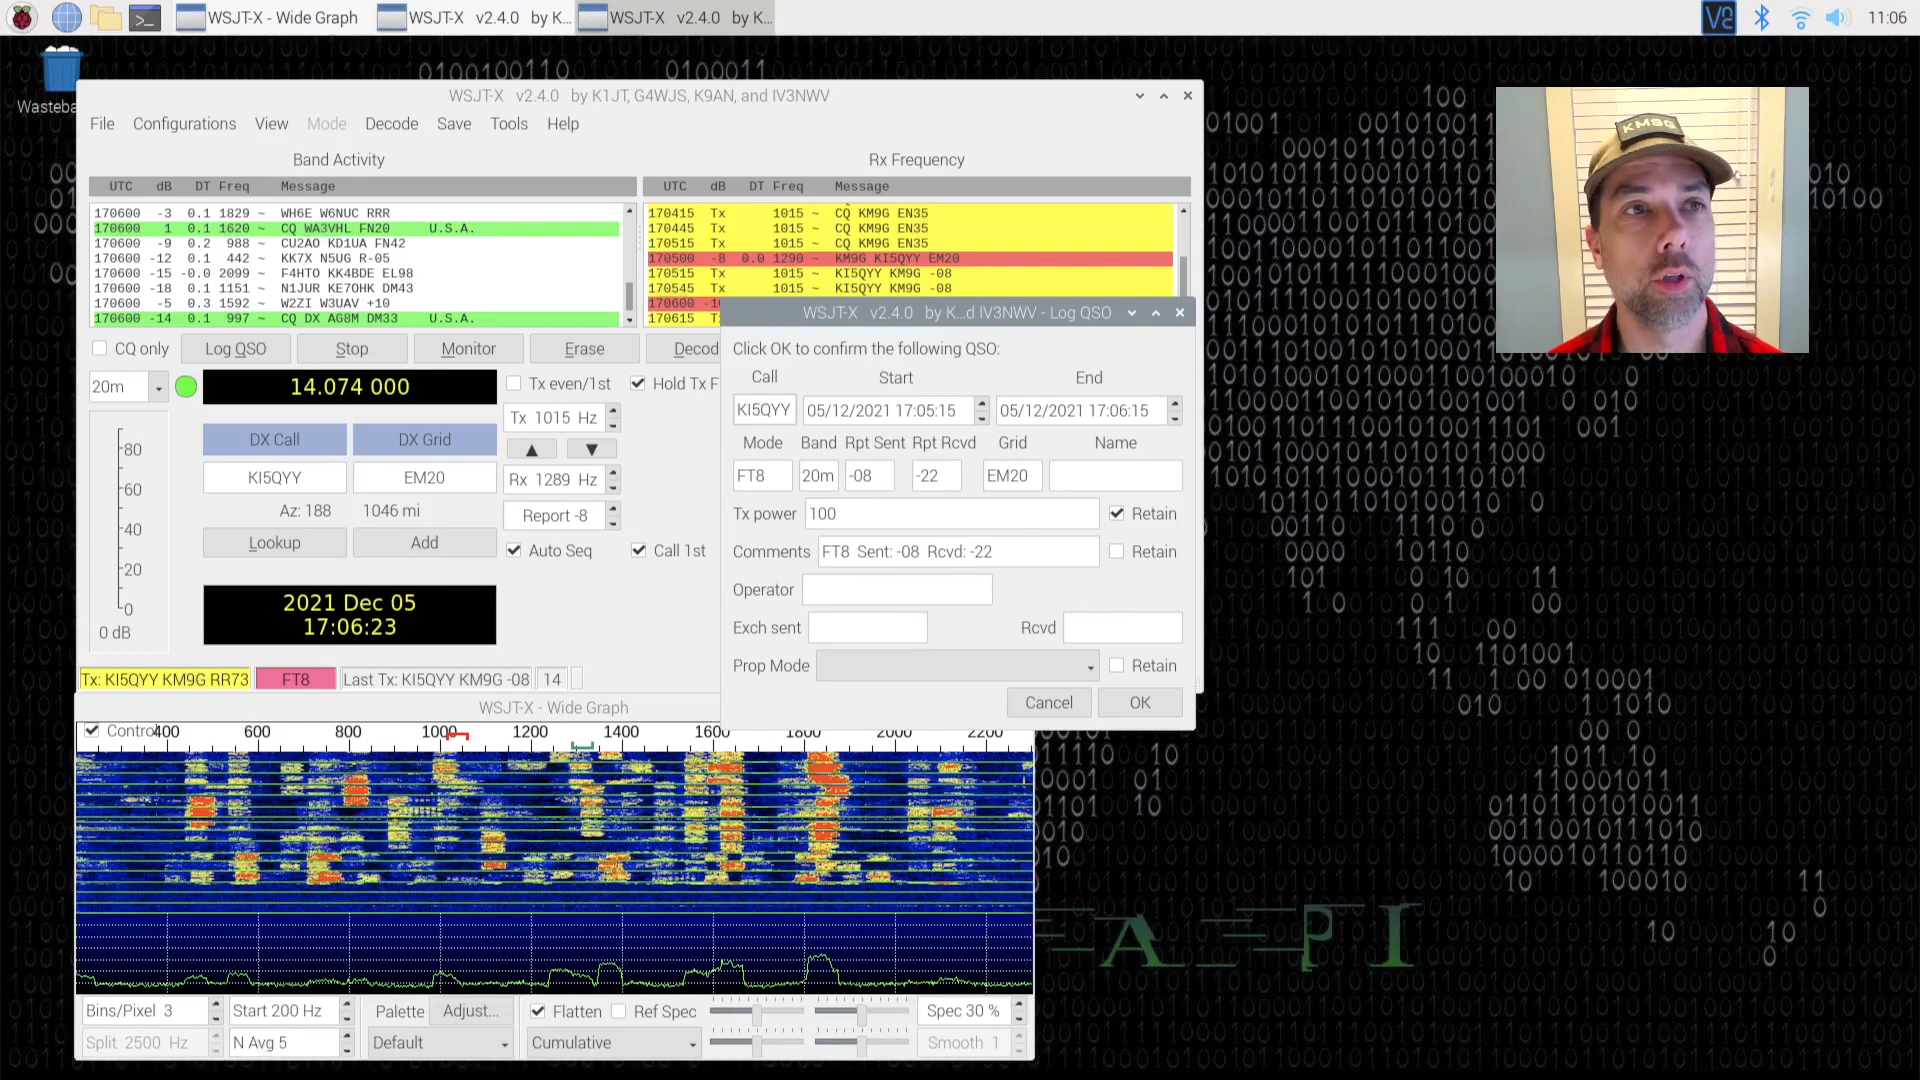 WSJT-X - Wide Graph
WSJT-X v2.4.0 by K...
WSJT-X v2.4.0 by K...
11:06
WSJT-X v2.4.0 by K1JT, G4WJS, K9AN, and IV3NWV
File Configurations View Mode Decode Save Tools Help
Band Activity
Rx Frequency
UTC dB DT Freq Message
170600 -3 0.1 1829 ~ WH6E W6NUC RRR
170600 1 0.1 1620 ~ CQ WA3VHL FN20 U.S.A.
170600 -9 0.2 988 ~ CU2AO KD1UA FN42
170600 -12 0.1 442 ~ KK7X N5UG R-05
170600 -15 -0.0 2099 ~ F4HTO KK4BDE EL98
170600 -18 0.1 1151 ~ N1JUR KE7OHK DM43
170600 -5 0.3 1592 ~ W2ZI W3UAV +10
170600 -14 0.1 997 ~ CQ DX AG8M DM33 U.S.A.
UTC dB DT Freq Message
170415 Tx 1015 ~ CQ KM9G EN35
170445 Tx 1015 ~ CQ KM9G EN35
170515 Tx 1015 ~ CQ KM9G EN35
170500 -8 0.0 1290 ~ KM9G KI5QYY EM20
170515 Tx 1015 ~ KI5QYY KM9G -08
170545 Tx 1015 ~ KI5QYY KM9G -08
170600
170615
CQ only Log QSO Stop Monitor Erase Decod
20m 14.074 000 Tx even/1st Hold Tx F
Tx 1015 Hz
DX Call DX Grid
KI5QYY EM20 Rx 1289 Hz
Az: 188 1046 mi Report -8
Lookup Add Auto Seq Call 1st
80
60
40
20
0
0 dB
2021 Dec 05
17:06:23
Tx: KI5QYY KM9G RR73 FT8 Last Tx: KI5QYY KM9G -08 14
WSJT-X v2.4.0 by K...d IV3NWV - Log QSO
Click OK to confirm the following QSO:
Call Start End
KI5QYY 05/12/2021 17:05:15 05/12/2021 17:06:15
Mode Band Rpt Sent Rpt Rcvd Grid Name
FT8 20m -08 -22 EM20
Tx power 100 Retain
Comments FT8 Sent: -08 Rcvd: -22 Retain
Operator
Exch sent Rcvd
Prop Mode Retain
Cancel OK
WSJT-X - Wide Graph
Contro 400 600 800 1000 1200 1400 1600 1800 2000 2200
Bins/Pixel 3 Start 200 Hz Palette Adjust... Flatten Ref Spec Spec 30 %
Split 2500 Hz N Avg 5 Default Cumulative Smooth 1
KM9G
A PI